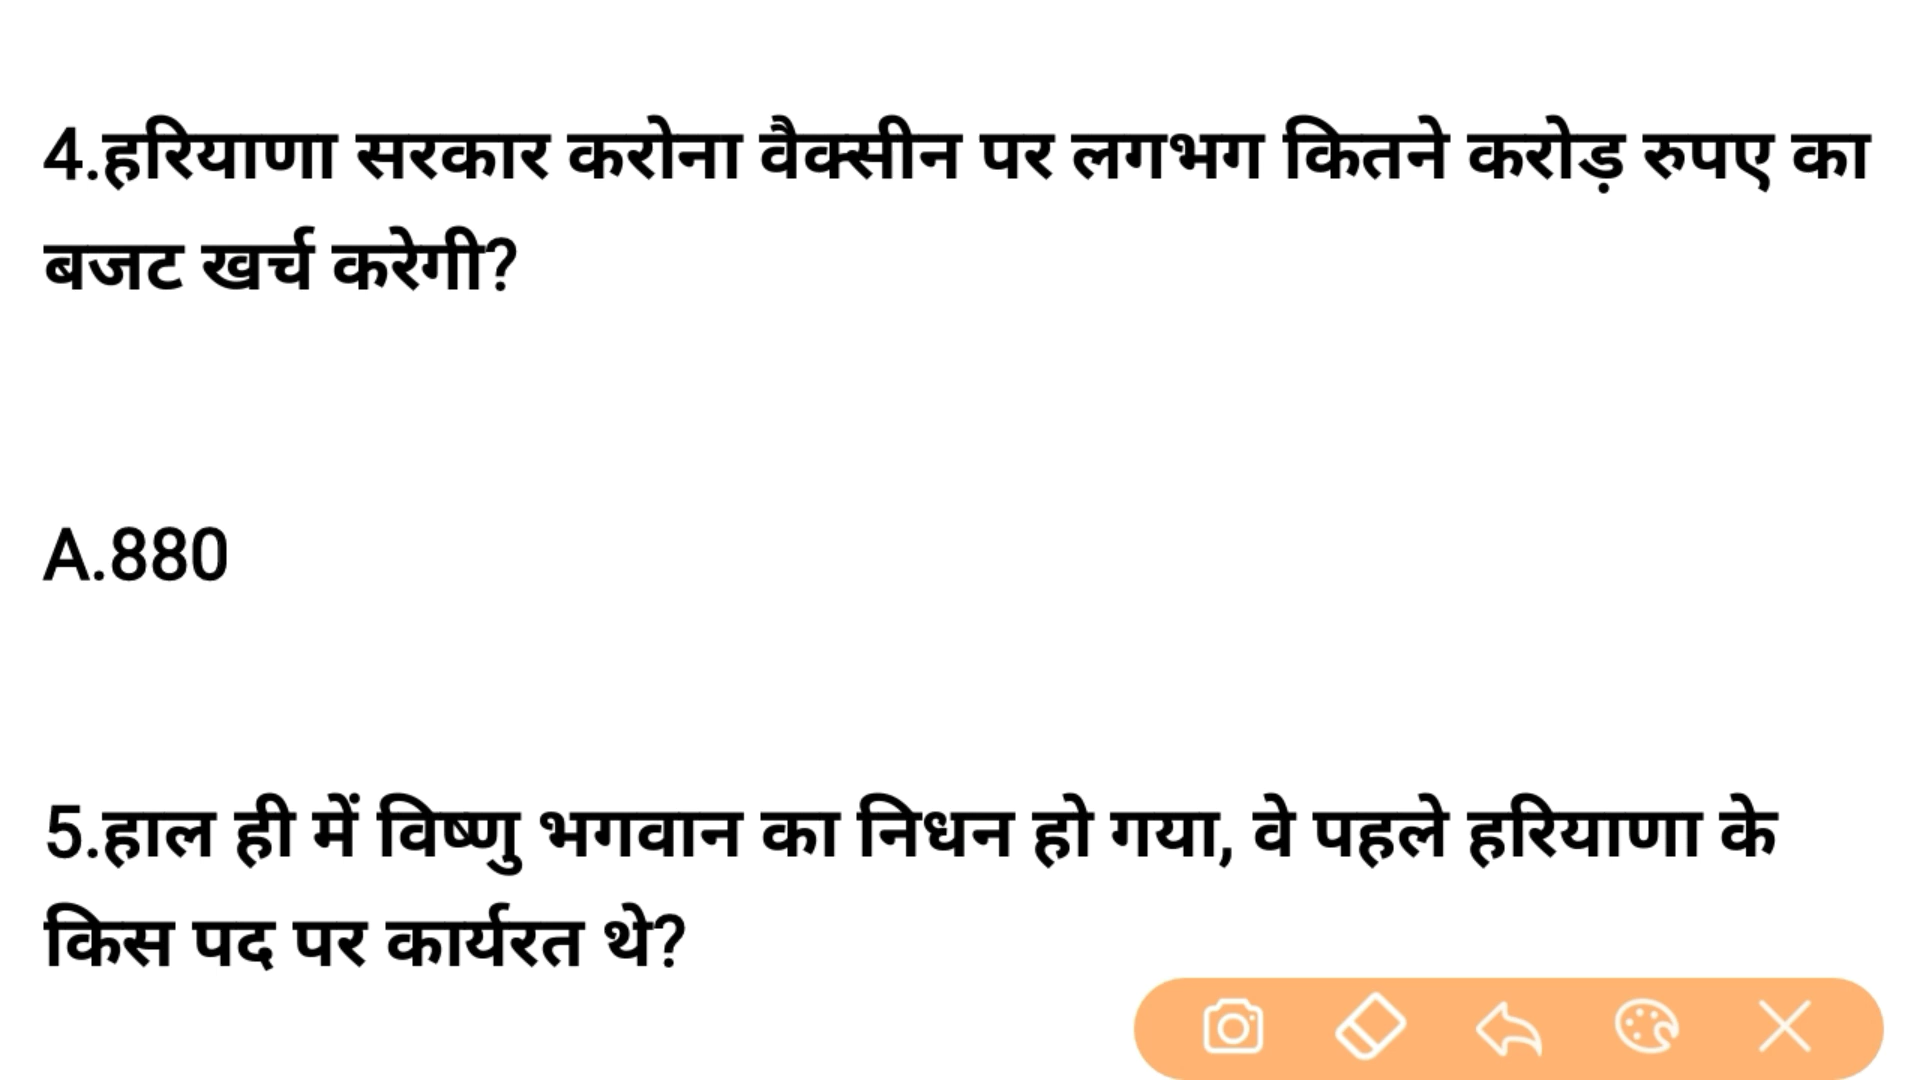 4.हरियाणा सरकार करोना वैक्सीन पर लगभग कितने करोड़ रुपए का
बजट खर्च करेगी?
A.880
5.हाल ही में विष्णु भगवान का निधन हो गया, वे पहले हरियाणा के
किस पद पर कार्यरत थे?